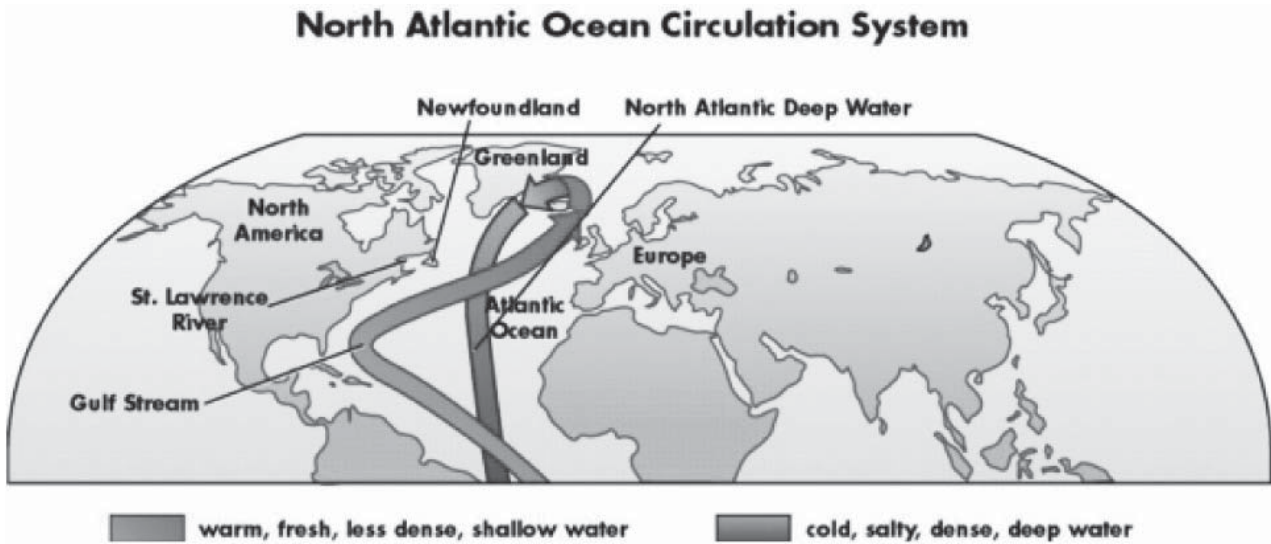 North Atlantic Ocean Circulation System
Newfoundland
North Atlantic Deep Water
Greenland
North
America
Europe
St. Lawrence
River
Atlantic
Ocean
Gulf Stream
warm, fresh, less dense, shallow water
cold, salty, dense, deep water